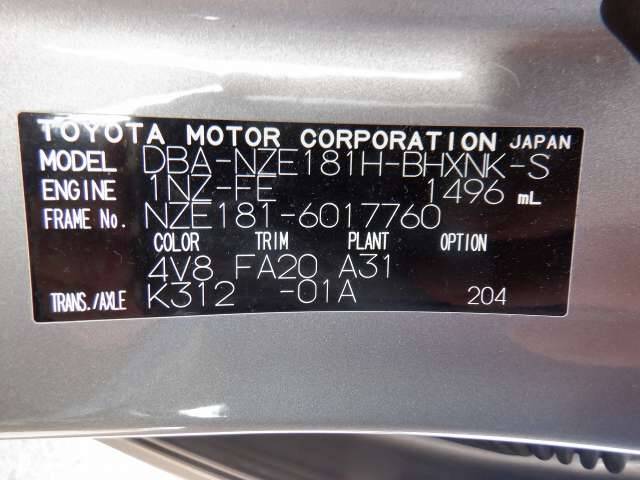 TOYOTA MOTOR CORPORATION JAPAN
MODEL DBA-NZE181H-BHXNK-S
ENGINE 1NZ-FE 1496 mL
FRAME No. NZE181-6017760
COLOR TRIM PLANT OPTION
4V8 FA20 A31
TRANS./AXLE K312 -01A 204